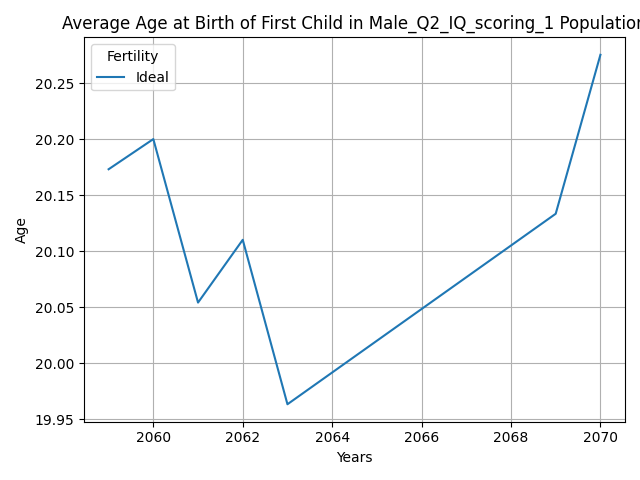 Average Age at Birth of First Child in Male_Q2_IQ_scoring_1 Population
Fertility
Ideal
20.25
20.20
20.15
20.10
20.05
20.00
19.95
Age
2060 2062 2064 2066 2068 2070
Years